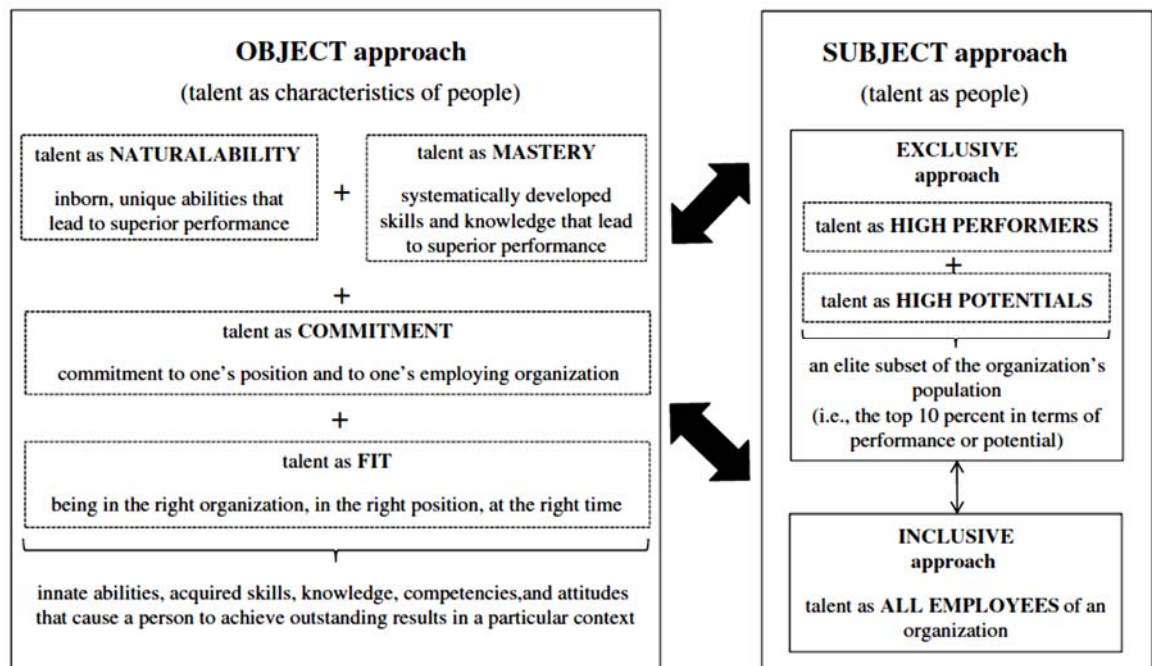 OBJECT approach
(talent as characteristics of people)
talent as NATURALABILITY
inborn, unique abilities that
lead to superior performance
+
talent as MASTERY
systematically developed
skills and knowledge that lead
to superior performance
+
talent as COMMITMENT
commitment to one's position and to one's employing organization
+
talent as FIT
being in the right organization, in the right position, at the right time
innate abilities, acquired skills, knowledge, competencies,and attitudes
that cause a person to achieve outstanding results in a particular context
SUBJECT approach
(talent as people)
EXCLUSIVE
approach
talent as HIGH PERFORMERS
+
talent as HIGH POTENTIALS
an elite subset of the organization's
population
(i.e., the top 10 percent in terms of
performance or potential)
INCLUSIVE
approach
talent as ALL EMPLOYEES of an
organization